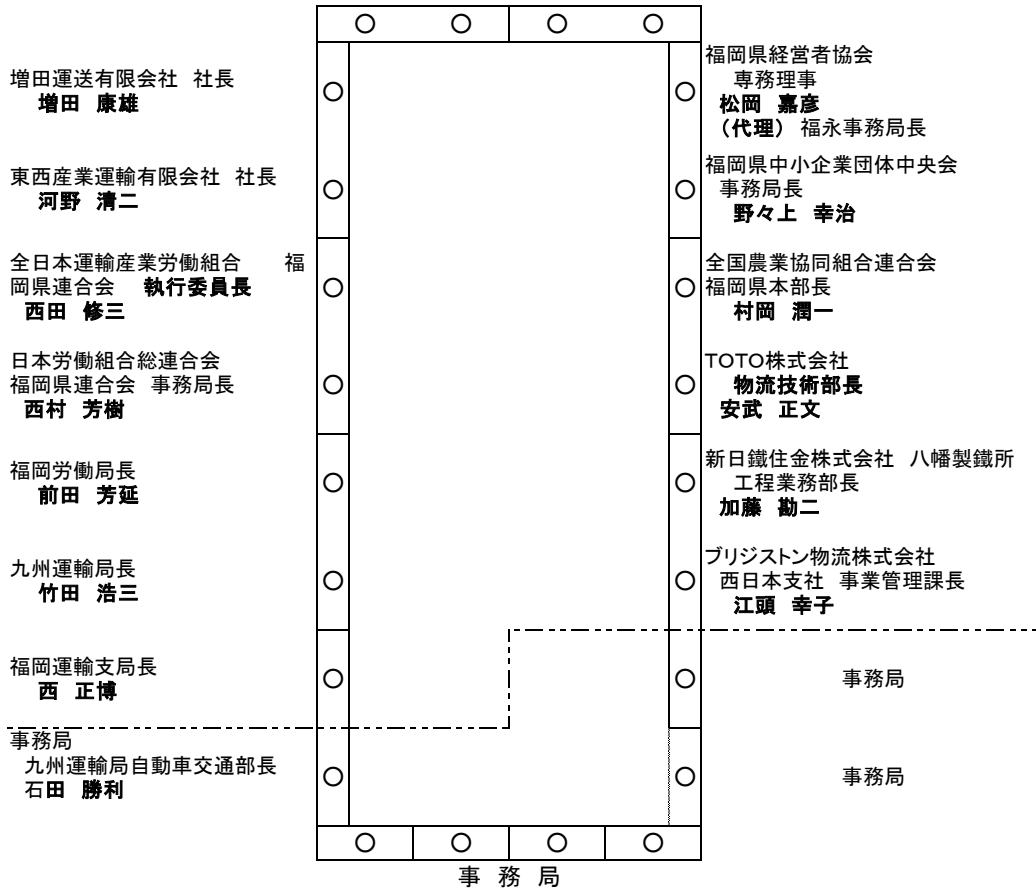 増田運送有限会社 社長
増田 康雄
東西産業運輸有限会社 社長
河野 清二
全日本運輸産業労働組合 福
岡県連合会 執行委員長
西田 修三
日本労働組合総連合会
福岡県連合会 事務局長
西村 芳樹
福岡労働局長
前田 芳延
九州運輸局長
竹田 浩三
福岡運輸支局長
西 正博
事務局
九州運輸局自動車交通部長
石田 勝利
福岡県経営者協会
専務理事
松岡 嘉彦
(代理) 福永事務局長
福岡県中小企業団体中央会
事務局長
野々上 幸治
全国農業協同組合連合会
福岡県本部長
村岡 潤一
TOTO株式会社
物流技術部長
安武 正文
新日鐵住金株式会社 八幡製鐵所
工程業務部長
加藤 勘二
ブリジストン物流株式会社
西日本支社 事業管理課長
江頭 幸子
事務局
事務局
事 務 局